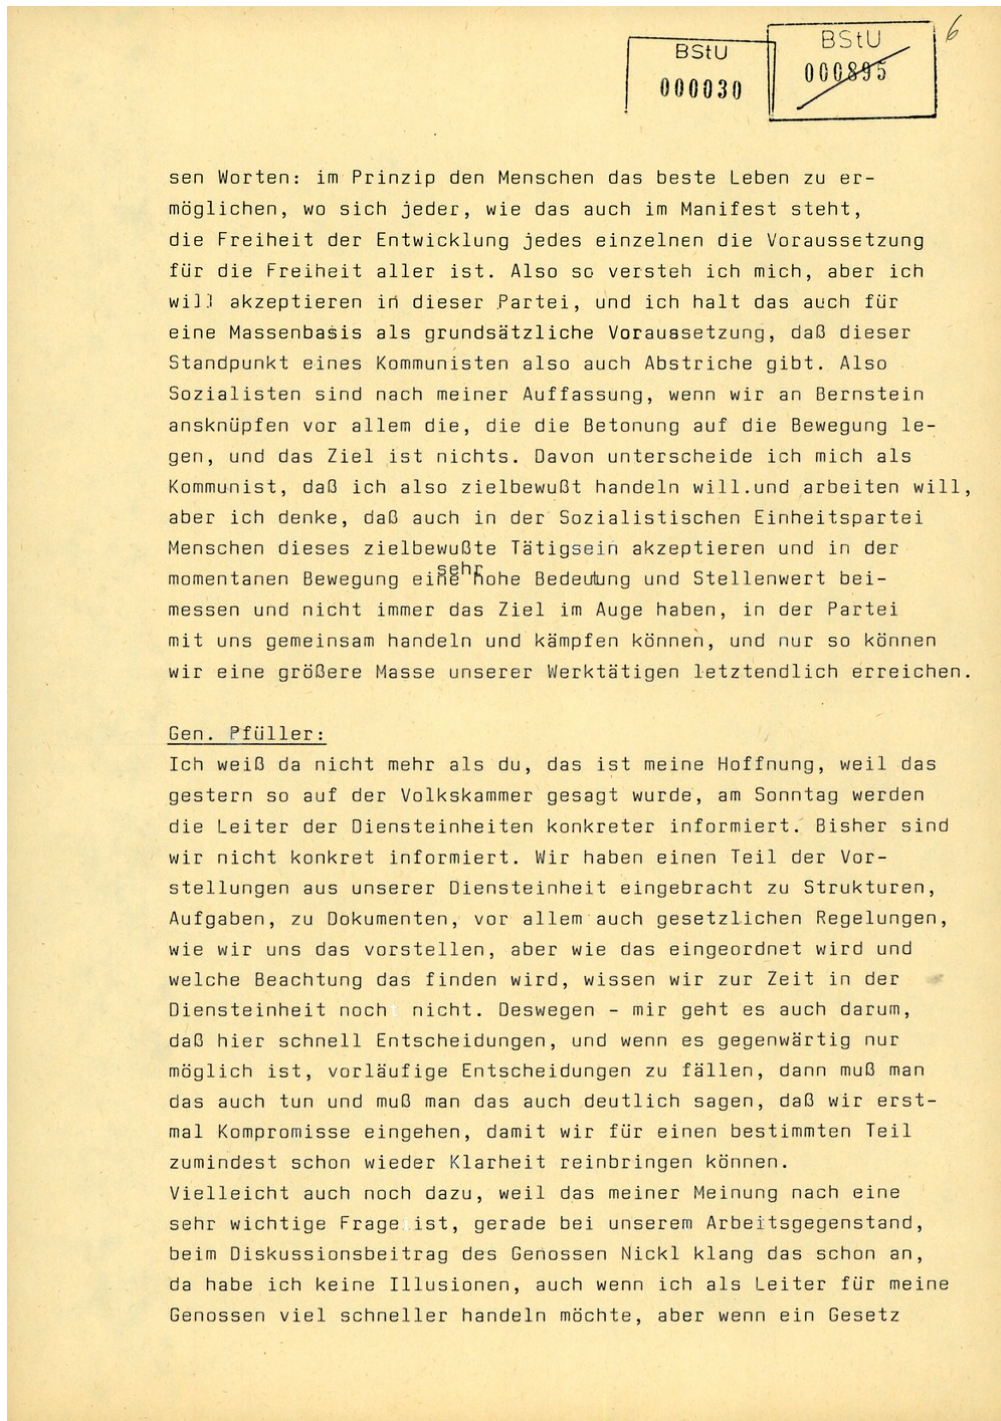 6
BStU
000895
BStU
000030
sen Worten: im Prinzip den Menschen das beste Leben zu er-
möglichen, wo sich jeder, wie das auch im Manifest steht,
die Freiheit der Entwicklung jedes einzelnen die Voraussetzung
für die Freiheit aller ist. Also so versteh ich mich, aber ich
will akzeptieren in dieser Partei, und ich halt das auch für
eine Massenbasis als grundsätzliche Voraussetzung, daß dieser
Standpunkt eines Kommunisten also auch Abstriche gibt. Also
Sozialisten sind nach meiner Auffassung, wenn wir an Bernstein
ansknüpfen vor allem die, die die Betonung auf die Bewegung le-
gen, und das Ziel ist nichts. Davon unterscheide ich mich als
Kommunist, daß ich also zielbewußt handeln will.und arbeiten will,
aber ich denke, daß auch in der Sozialistischen Einheitspartei
Menschen dieses zielbewußte Tätigsein akzeptieren und in der
momentanen Bewegung eine sehr hohe Bedeutung und Stellenwert bei-
messen und nicht immer das Ziel im Auge haben, in der Partei
mit uns gemeinsam handeln und kämpfen können, und nur so können
wir eine größere Masse unserer Werktätigen letztendlich erreichen.
Gen. Pfüller:
Ich weiß da nicht mehr als du, das ist meine Hoffnung, weil das
gestern so auf der Volkskammer gesagt wurde, am Sonntag werden
die Leiter der Diensteinheiten konkreter informiert. Bisher sind
wir nicht konkret informiert. Wir haben einen Teil der Vor-
stellungen aus unserer Diensteinheit eingebracht zu Strukturen,
Aufgaben, zu Dokumenten, vor allem auch gesetzlichen Regelungen,
wie wir uns das vorstellen, aber wie das eingeordnet wird und
welche Beachtung das finden wird, wissen wir zur Zeit in der
Diensteinheit noch nicht. Deswegen - mir geht es auch darum,
daß hier schnell Entscheidungen, und wenn es gegenwärtig nur
möglich ist, vorläufige Entscheidungen zu fällen, dann muß man
das auch tun und muß man das auch deutlich sagen, daß wir erst-
mal Kompromisse eingehen, damit wir für einen bestimmten Teil
zumindest schon wieder Klarheit reinbringen können.
Vielleicht auch noch dazu, weil das meiner Meinung nach eine
sehr wichtige Frage ist, gerade bei unserem Arbeitsgegenstand,
beim Diskussionsbeitrag des Genossen Nickl klang das schon an,
da habe ich keine Illusionen, auch wenn ich als Leiter für meine
Genossen viel schneller handeln möchte, aber wenn ein Gesetz